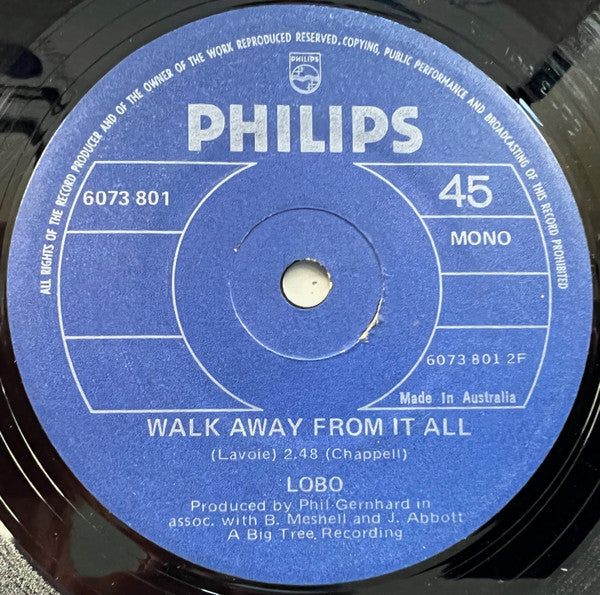 ALL RIGHTS OF THE RECORD PRODUCER AND OF THE OWNER OF THE WORK REPRODUCED RESERVED. COPYING, PUBLIC PERFORMANCE AND BROADCASTING OF THIS RECORD PROHIBITED
PHILIPS
PHILIPS
6073 801
45
MONO
6073 801 2F
Made In Australia
WALK AWAY FROM IT ALL
(Lavoie) 2.48 (Chappell)
LOBO
Produced by Phil Gernhard in
assoc. with B. Meshell and J. Abbott
A Big Tree Recording